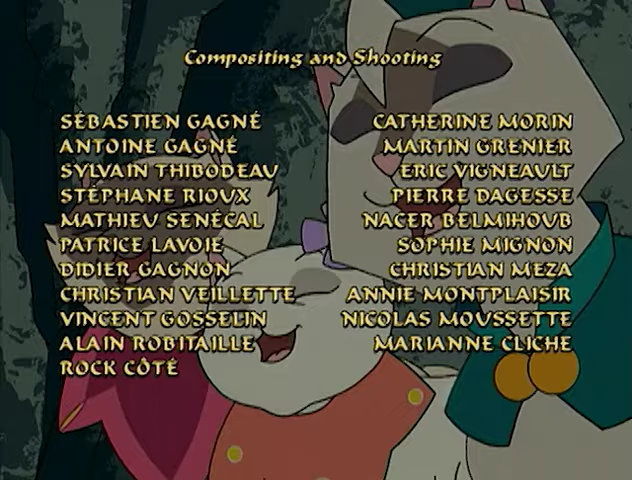 Compositing and Shooting
SÉBASTIEN GAGNÉ
ANTOINE GAGNÉ
SYLVAIN THIBODEAU
STÉPHANE RIOUX
MATHIEU SENÉCAL
PATRICE LAVOIE
DIDIER GAGNON
CHRISTIAN VEILLETTE
VINCENT GOSSELIN
ALAIN ROBITAILLE
ROCK CÔTÉ
CATHERINE MORIN
MARTIN GRENIER
ERIC VIGNEAULT
PIERRE DAGESSE
NACER BELMIHOUB
SOPHIE MIGNON
CHRISTIAN MEZA
ANNIE MONTPLAISIR
NICOLAS MOUSSETTE
MARIANNE CLICHE